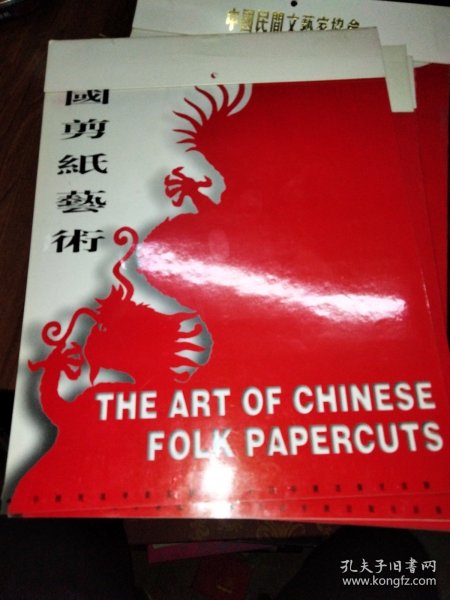 中國民間文藝家協會
國剪紙藝術
THE ART OF CHINESE
FOLK PAPERCUTS
孔夫子旧书网
www.kongfz.com